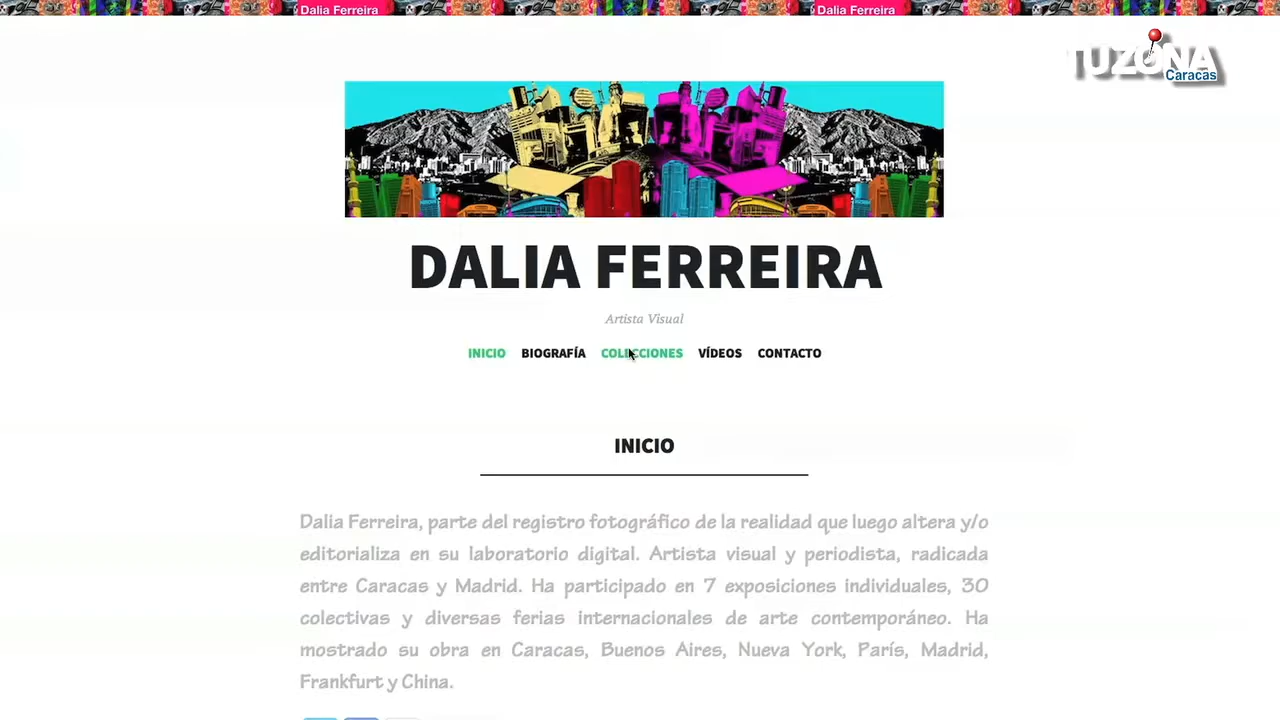 Dalia Ferreira
Dalia Ferreira
TUZONA
Caracas
DALIA FERREIRA
Artista Visual
INICIO BIOGRAFÍA COLECCIONES VÍDEOS CONTACTO
INICIO
Dalia Ferreira, parte del registro fotográfico de la realidad que luego altera y/o
editorializa en su laboratorio digital. Artista visual y periodista, radicada
entre Caracas y Madrid. Ha participado en 7 exposiciones individuales, 30
colectivas y diversas ferias internacionales de arte contemporáneo. Ha
mostrado su obra en Caracas, Buenos Aires, Nueva York, París, Madrid,
Frankfurt y China.